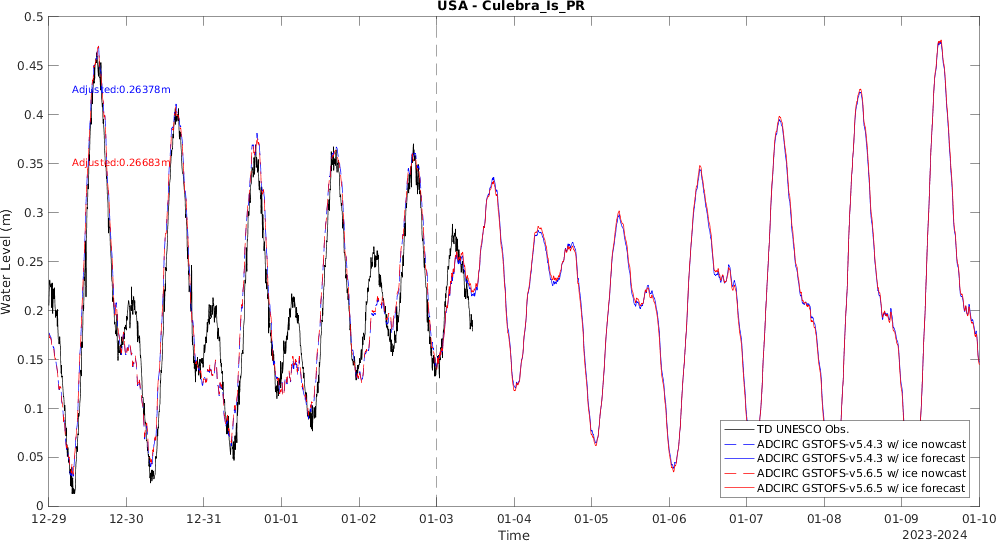 USA - Culebra_Is_PR
0.5
0.45
0.4
0.35
0.3
0.25
0.2
0.15
0.1
0.05
0
Water Level (m)
Adjusted:0.26378m
Adjusted:0.26683m
TD UNESCO Obs.
ADCIRC GSTOFS-v5.4.3 w/ ice nowcast
ADCIRC GSTOFS-v5.4.3 w/ ice forecast
ADCIRC GSTOFS-v5.6.5 w/ ice nowcast
ADCIRC GSTOFS-v5.6.5 w/ ice forecast
12-29 12-30 12-31 01-01 01-02 01-03 01-04 01-05 01-06 01-07 01-08 01-09 01-10
Time
2023-2024